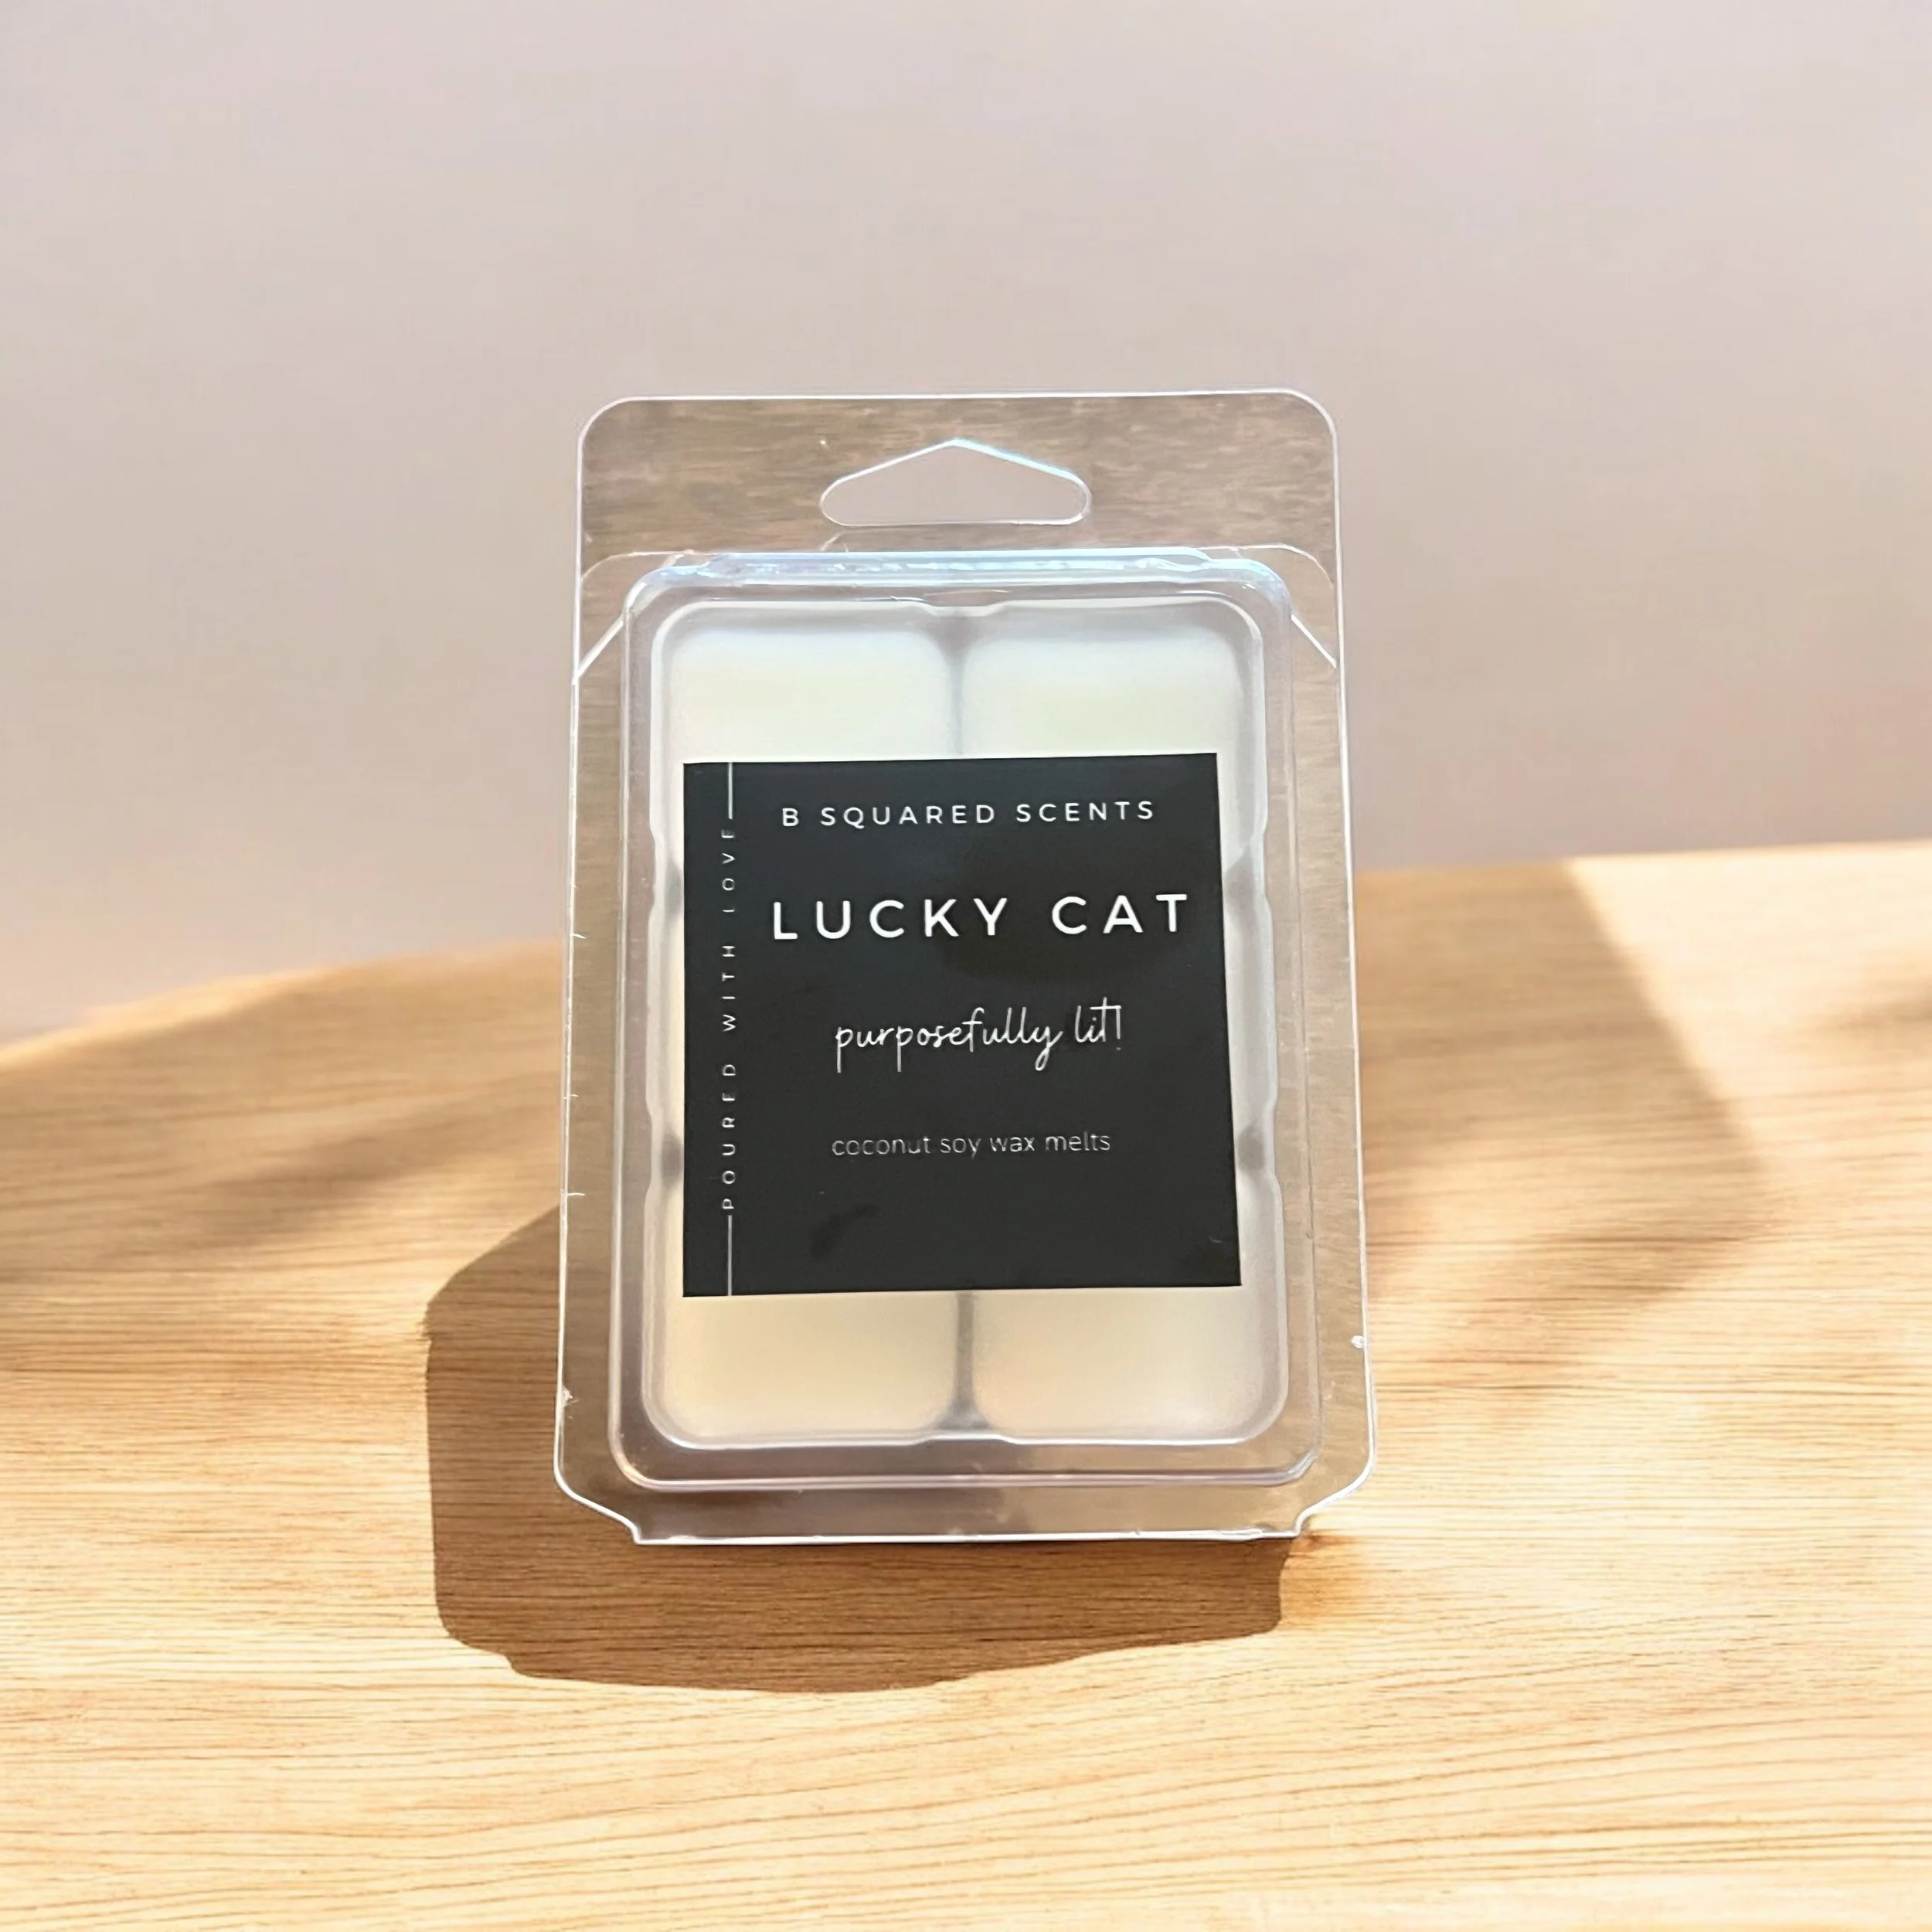 B SQUARED SCENTS
LUCKY CAT
purposefully lit!
coconut soy wax melts
POURED WITH LOVE